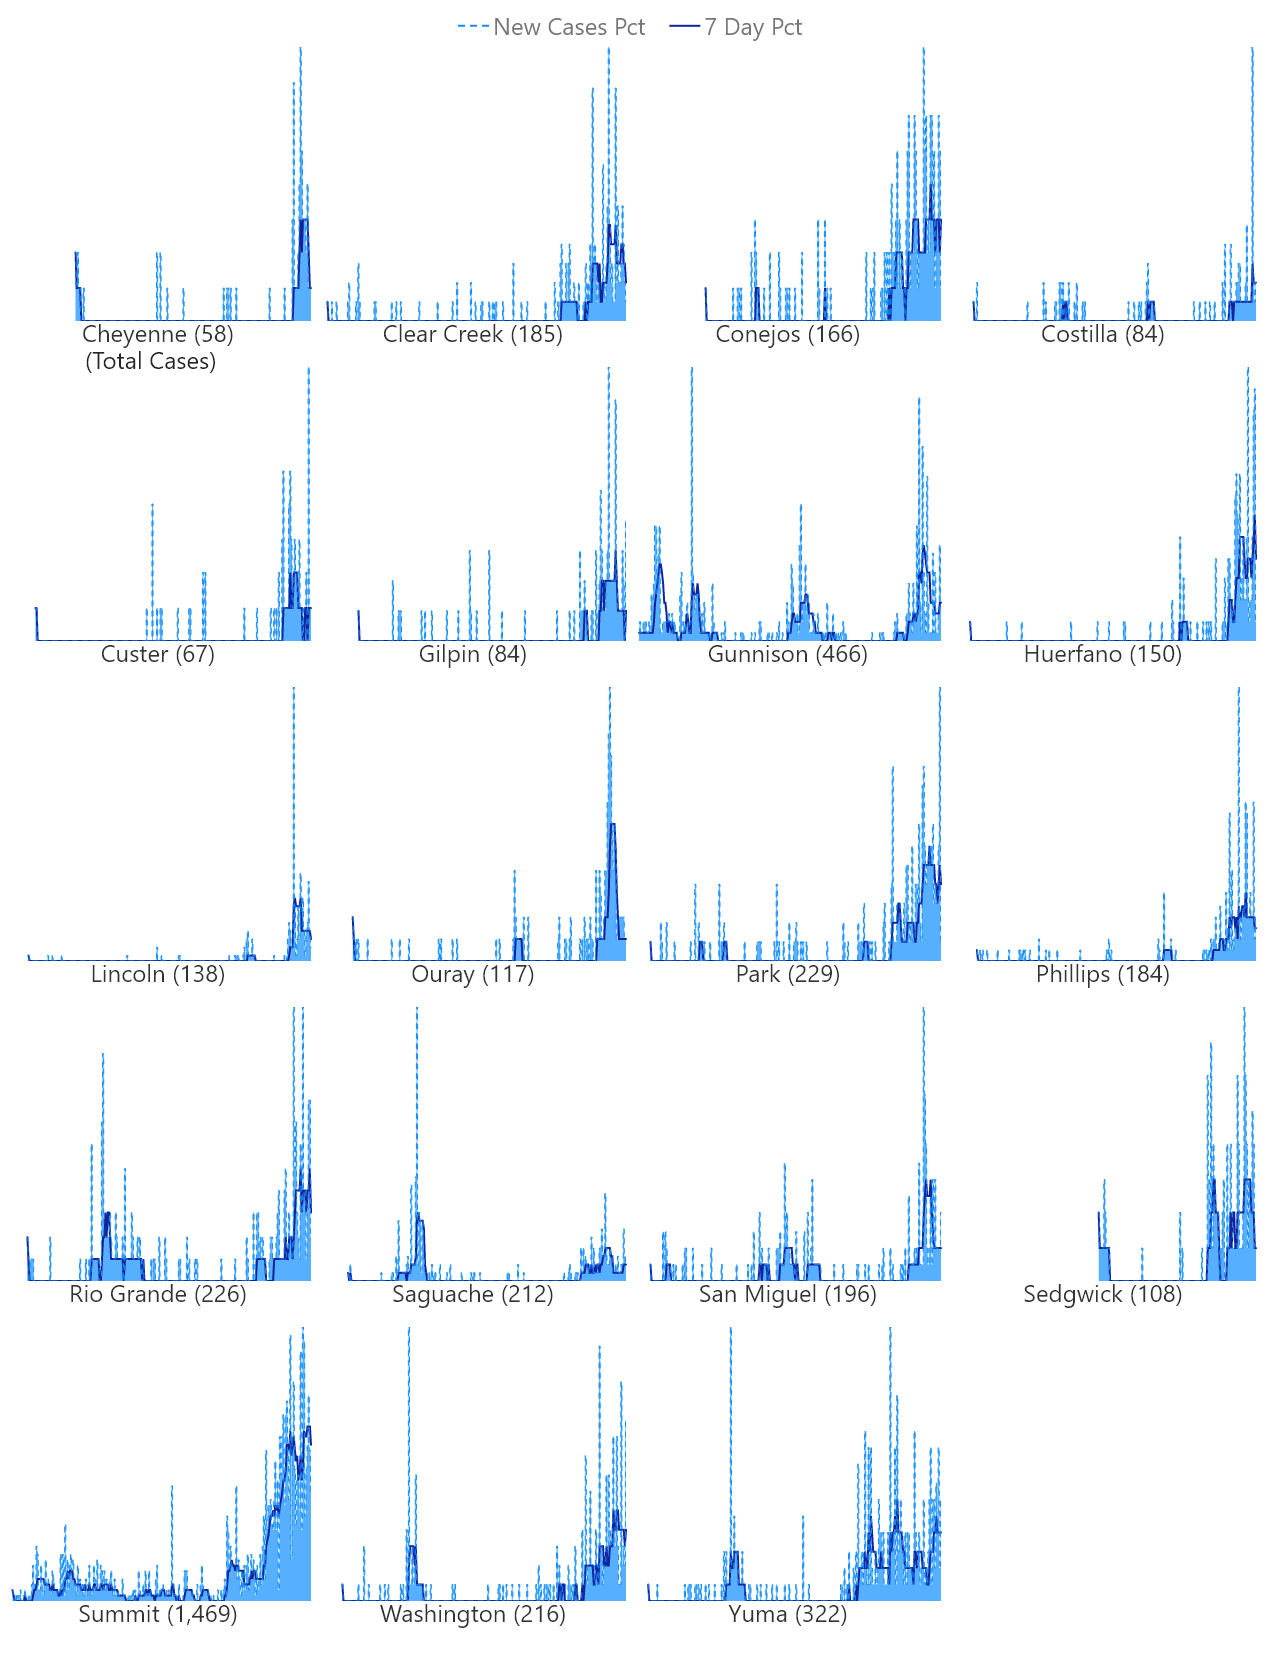 New Cases Pct 7 Day Pct
Cheyenne (58) Clear Creek (185) Conejos (166) Costilla (84)
(Total Cases)
Custer (67) Gilpin (84) Gunnison (466) Huerfano (150)
Lincoln (138) Ouray (117) Park (229) Phillips (184)
Rio Grande (226) Saguache (212) San Miguel (196) Sedgwick (108)
Summit (1,469) Washington (216) Yuma (322)